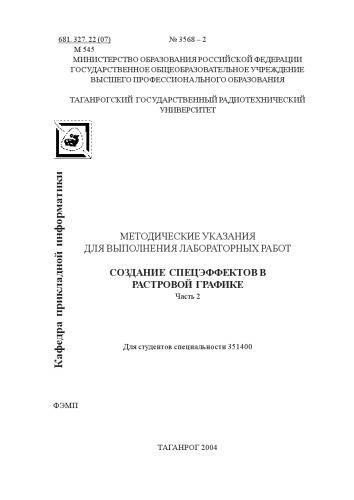 681. 327. 22 (07) № 3568 – 2
М 545
МИНИСТЕРСТВО ОБРАЗОВАНИЯ РОССИЙСКОЙ ФЕДЕРАЦИИ
ГОСУДАРСТВЕННОЕ ОБЩЕОБРАЗОВАТЕЛЬНОЕ УЧРЕЖДЕНИЕ
ВЫСШЕГО ПРОФЕССИОНАЛЬНОГО ОБРАЗОВАНИЯ
ТАГАНРОГСКИЙ ГОСУДАРСТВЕННЫЙ РАДИОТЕХНИЧЕСКИЙ
УНИВЕРСИТЕТ
Кафедра прикладной информатики
МЕТОДИЧЕСКИЕ УКАЗАНИЯ
ДЛЯ ВЫПОЛНЕНИЯ ЛАБОРАТОРНЫХ РАБОТ
СОЗДАНИЕ СПЕЦЭФФЕКТОВ В
РАСТРОВОЙ ГРАФИКЕ
Часть 2
Для студентов специальности 351400
ФЭМП
ТАГАНРОГ 2004